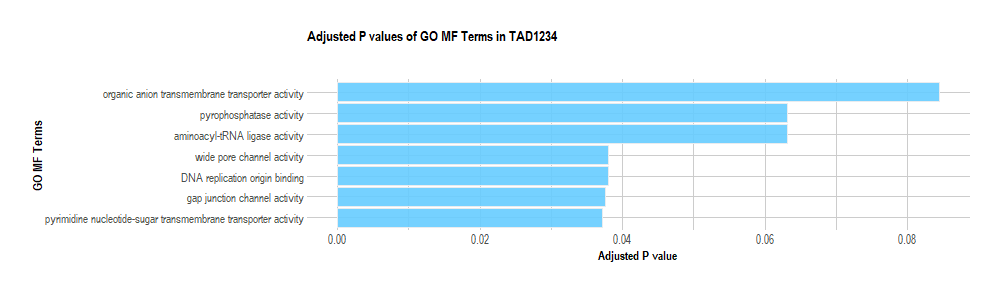 Adjusted P values of GO MF Terms in TAD1234
GO MF Terms
organic anion transmembrane transporter activity
pyrophosphatase activity
aminoacyl-tRNA ligase activity
wide pore channel activity
DNA replication origin binding
gap junction channel activity
pyrimidine nucleotide-sugar transmembrane transporter activity
0.00 0.02 0.04 0.06 0.08
Adjusted P value